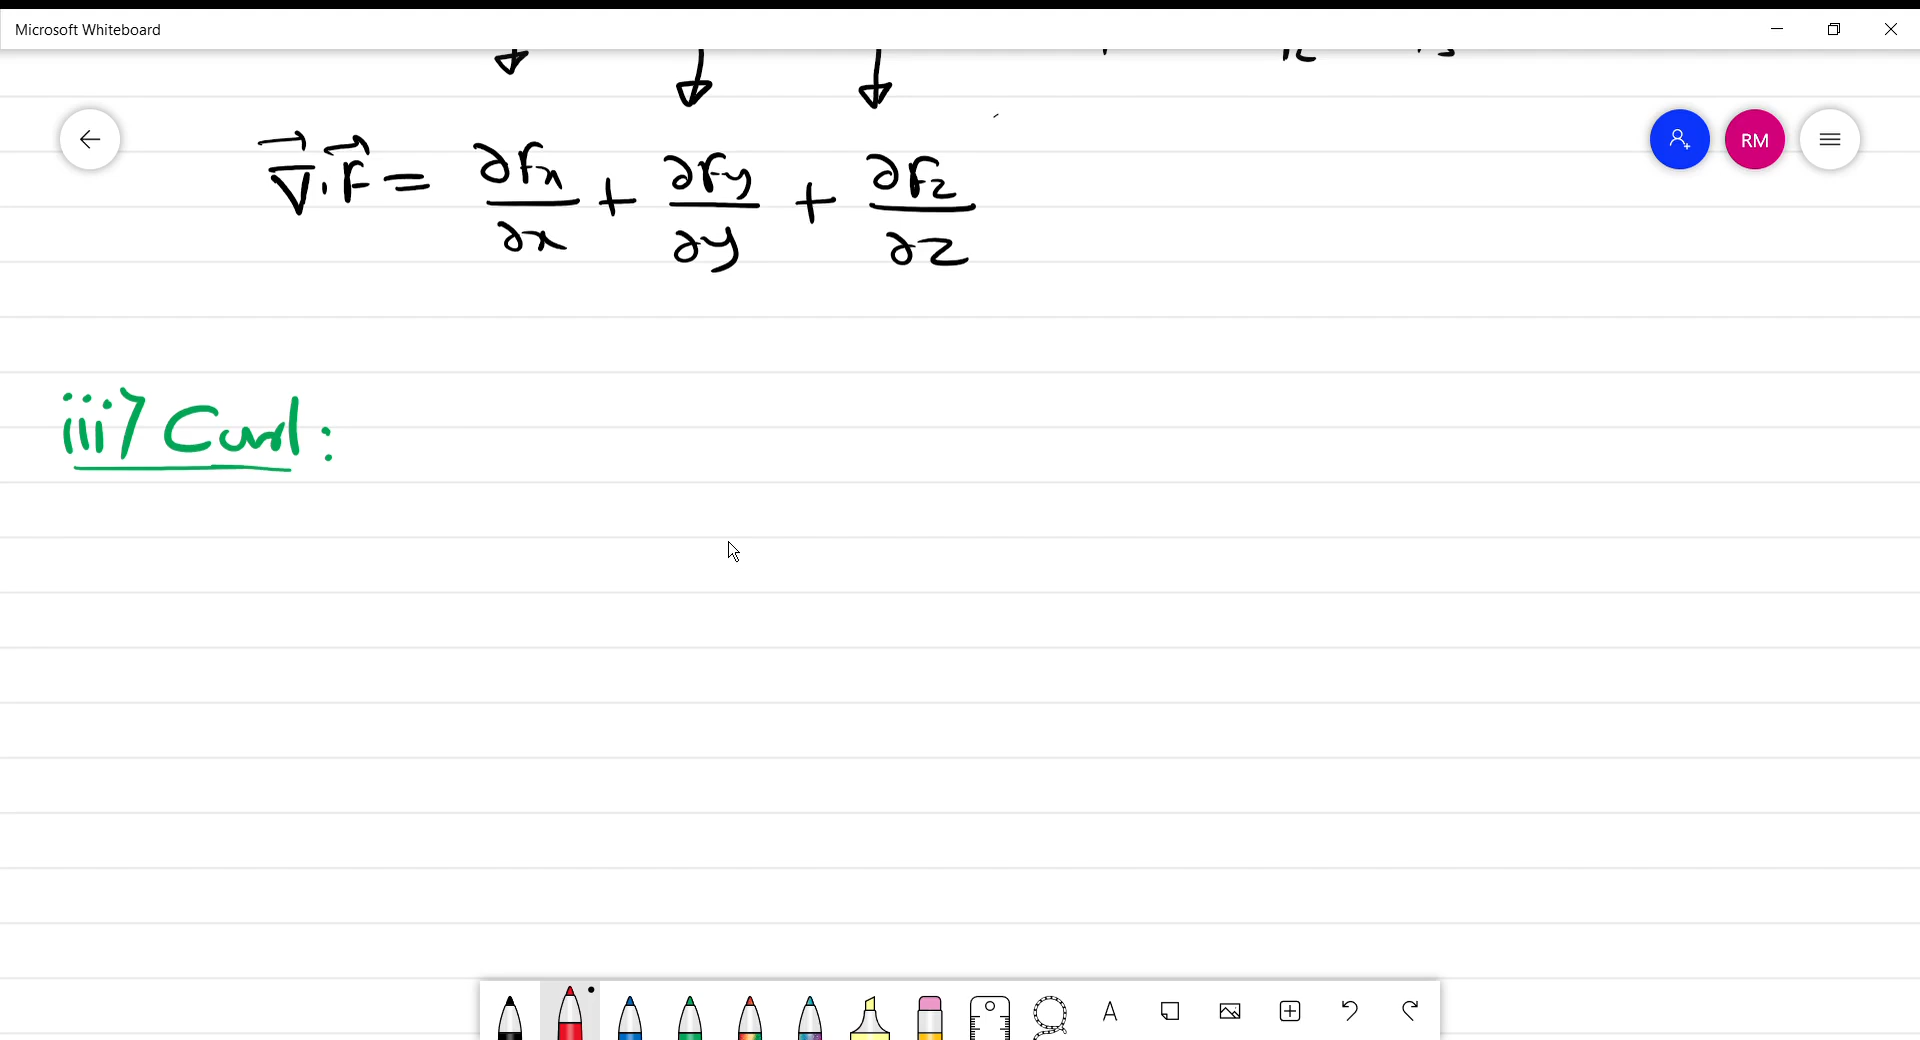 Microsoft Whiteboard
RM
∇⃗.F⃗ = ∂Fx/∂x + ∂Fy/∂y + ∂Fz/∂z
iii) Curl:
A